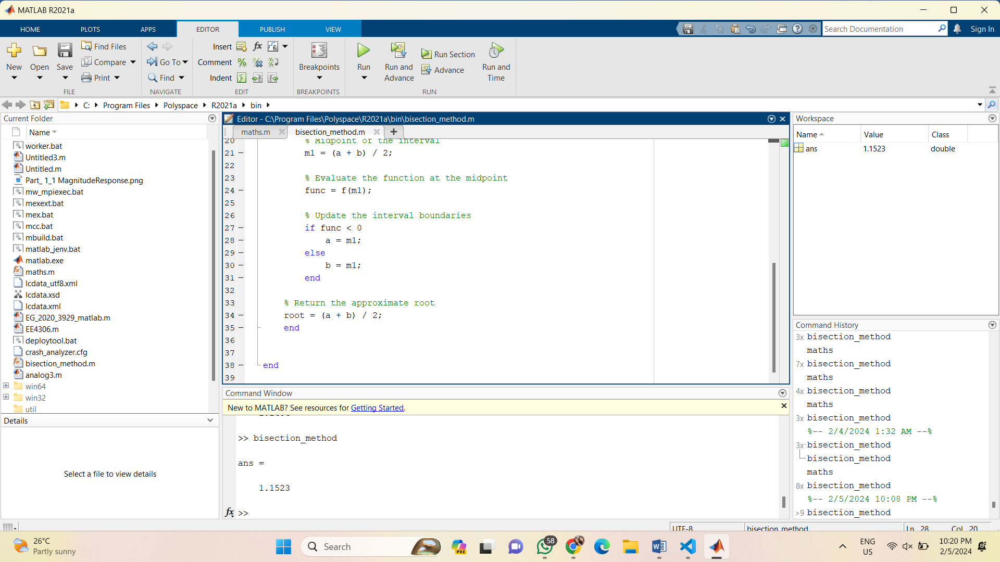 MATLAB R2021a
HOME
PLOTS
APPS
EDITOR
PUBLISH
VIEW
Search Documentation
Sign In
New
Open
Save
Find Files
Compare
Print
FILE
Go To
Find
NAVIGATE
Insert
fx
Comment
Indent
EDIT
Breakpoints
BREAKPOINTS
Run
Run and Advance
Run Section
Advance
Run and Time
RUN
C: Program Files Polyspace R2021a bin
Current Folder
Name
worker.bat
Untitled3.m
Untitled.m
Part_ 1_1 MagnitudeResponse.png
mw_mpiexec.bat
mexext.bat
mex.bat
mcc.bat
mbuild.bat
matlab_jenv.bat
matlab.exe
maths.m
lcdata_utf8.xml
lcdata.xsd
lcdata.xml
EG_2020_3929_matlab.m
EE4306.m
deploytool.bat
crash_analyzer.cfg
bisection_method.m
analog3.m
win64
win32
util
Details
Select a file to view details
Editor - C:\Program Files\Polyspace\R2021a\bin\bisection_method.m
maths.m
bisection_method.m
20 % Midpoint of the interval
21 m1 = (a + b) / 2;
22
23 % Evaluate the function at the midpoint
24 func = f(m1);
25
26 % Update the interval boundaries
27 if func < 0
28 a = m1;
29 else
30 b = m1;
31 end
32
33 % Return the approximate root
34 root = (a + b) / 2;
35 end
36
37
38 end
39
Command Window
New to MATLAB? See resources for Getting Started.
>> bisection_method
ans =
1.1523
fx >>
Workspace
Name Value Class
ans 1.1523 double
Command History
3x bisection_method
maths
7x bisection_method
maths
4x bisection_method
maths
3x bisection_method
%-- 2/4/2024 1:32 AM --%
3x bisection_method
bisection_method
maths
8x bisection_method
%-- 2/5/2024 10:08 PM --%
>9 bisection_method
UTF-8
bisection_method
Ln 28 Col 20
26°C
Partly sunny
Search
PRE
58
ENG
US
10:20 PM
2/5/2024